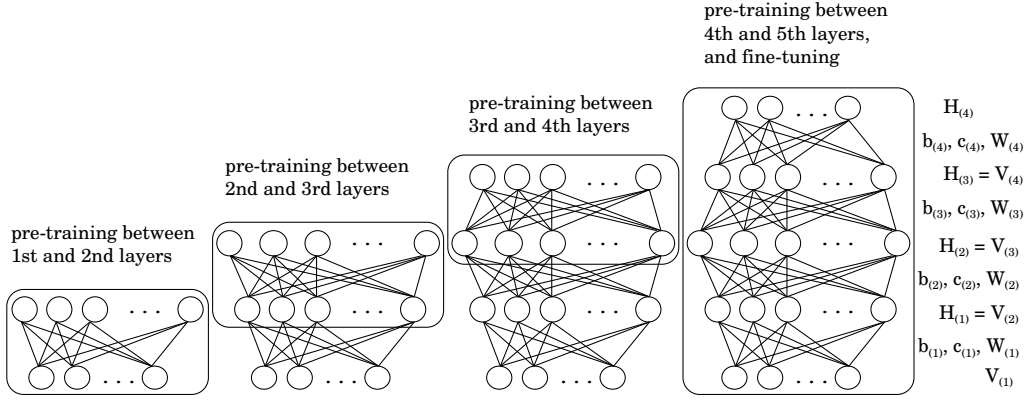 pre-training between
1st and 2nd layers
pre-training between
2nd and 3rd layers
pre-training between
3rd and 4th layers
pre-training between
4th and 5th layers,
and fine-tuning
H(4)
b(4), c(4), W(4)
H(3) = V(4)
b(3), c(3), W(3)
H(2) = V(3)
b(2), c(2), W(2)
H(1) = V(2)
b(1), c(1), W(1)
V(1)